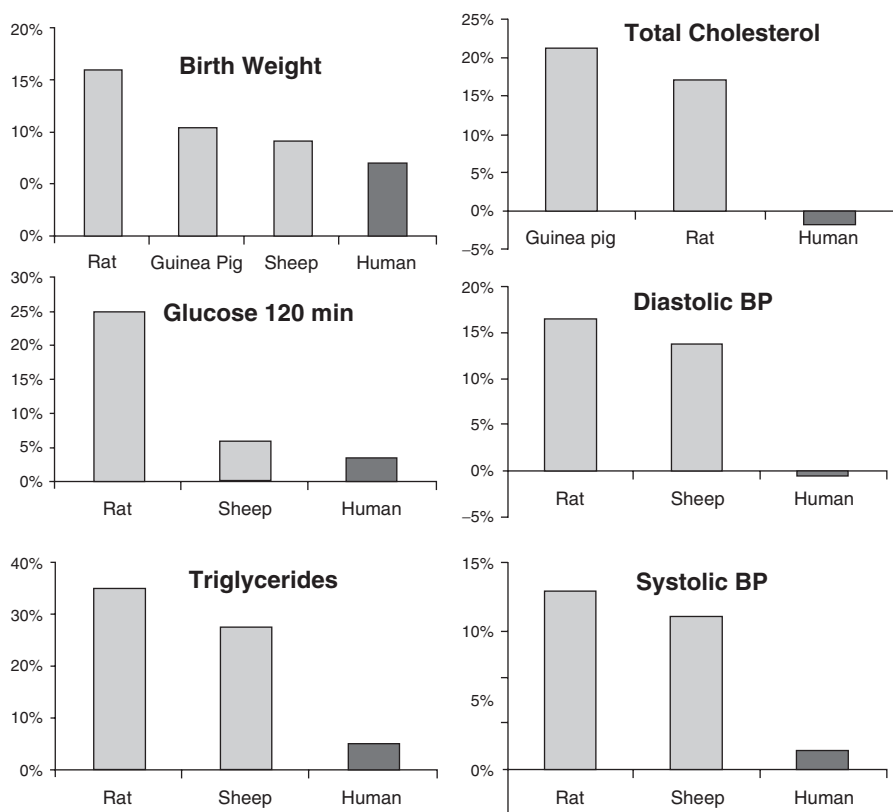 Birth Weight
20%
15%
10%
0%
0%
Rat
Guinea Pig
Sheep
Human
Total Cholesterol
25%
20%
15%
10%
5%
0%
–5%
Guinea pig
Rat
Human
Glucose 120 min
30%
25%
20%
15%
10%
5%
0%
Rat
Sheep
Human
Diastolic BP
20%
15%
10%
5%
0%
–5%
Rat
Sheep
Human
Triglycerides
40%
30%
20%
10%
0%
Rat
Sheep
Human
Systolic BP
15%
10%
5%
0%
Rat
Sheep
Human